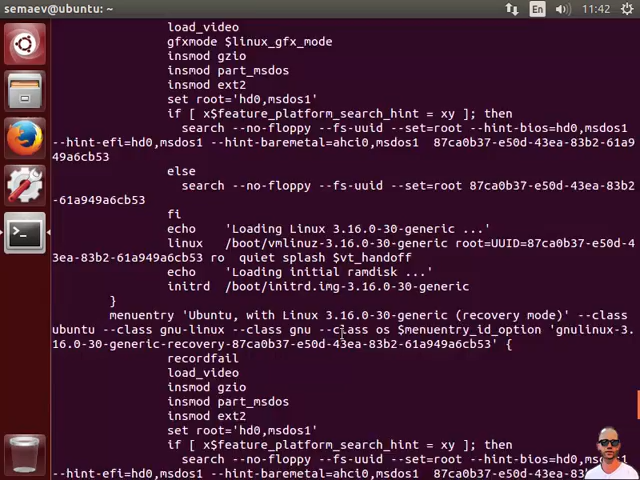 semaev@ubuntu: ~
En
11:42
load_video
gfxmode $linux_gfx_mode
insmod gzio
insmod part_msdos
insmod ext2
set root='hd0,msdos1'
if [ x$feature_platform_search_hint = xy ]; then
search --no-floppy --fs-uuid --set=root --hint-bios=hd0,msdos1
--hint-efi=hd0,msdos1 --hint-baremetal=ahci0,msdos1  87ca0b37-e50d-43ea-83b2-61a9
49a6cb53
else
search --no-floppy --fs-uuid --set=root 87ca0b37-e50d-43ea-83b2
-61a949a6cb53
fi
echo    'Loading Linux 3.16.0-30-generic ...'
linux   /boot/vmlinuz-3.16.0-30-generic root=UUID=87ca0b37-e50d-4
3ea-83b2-61a949a6cb53 ro  quiet splash $vt_handoff
echo    'Loading initial ramdisk ...'
initrd  /boot/initrd.img-3.16.0-30-generic
}
menuentry 'Ubuntu, with Linux 3.16.0-30-generic (recovery mode)' --class
ubuntu --class gnu-linux --class gnu --class os $menuentry_id_option 'gnulinux-3.
16.0-30-generic-recovery-87ca0b37-e50d-43ea-83b2-61a949a6cb53' {
recordfail
load_video
insmod gzio
insmod part_msdos
insmod ext2
set root='hd0,msdos1'
if [ x$feature_platform_search_hint = xy ]; then
search --no-floppy --fs-uuid --set=root --hint-bios=hd0,msdos1
--hint-efi=hd0,msdos1 --hint-baremetal=ahci0,msdos1  87ca0b37-e50d-43ea-83b2-61a9